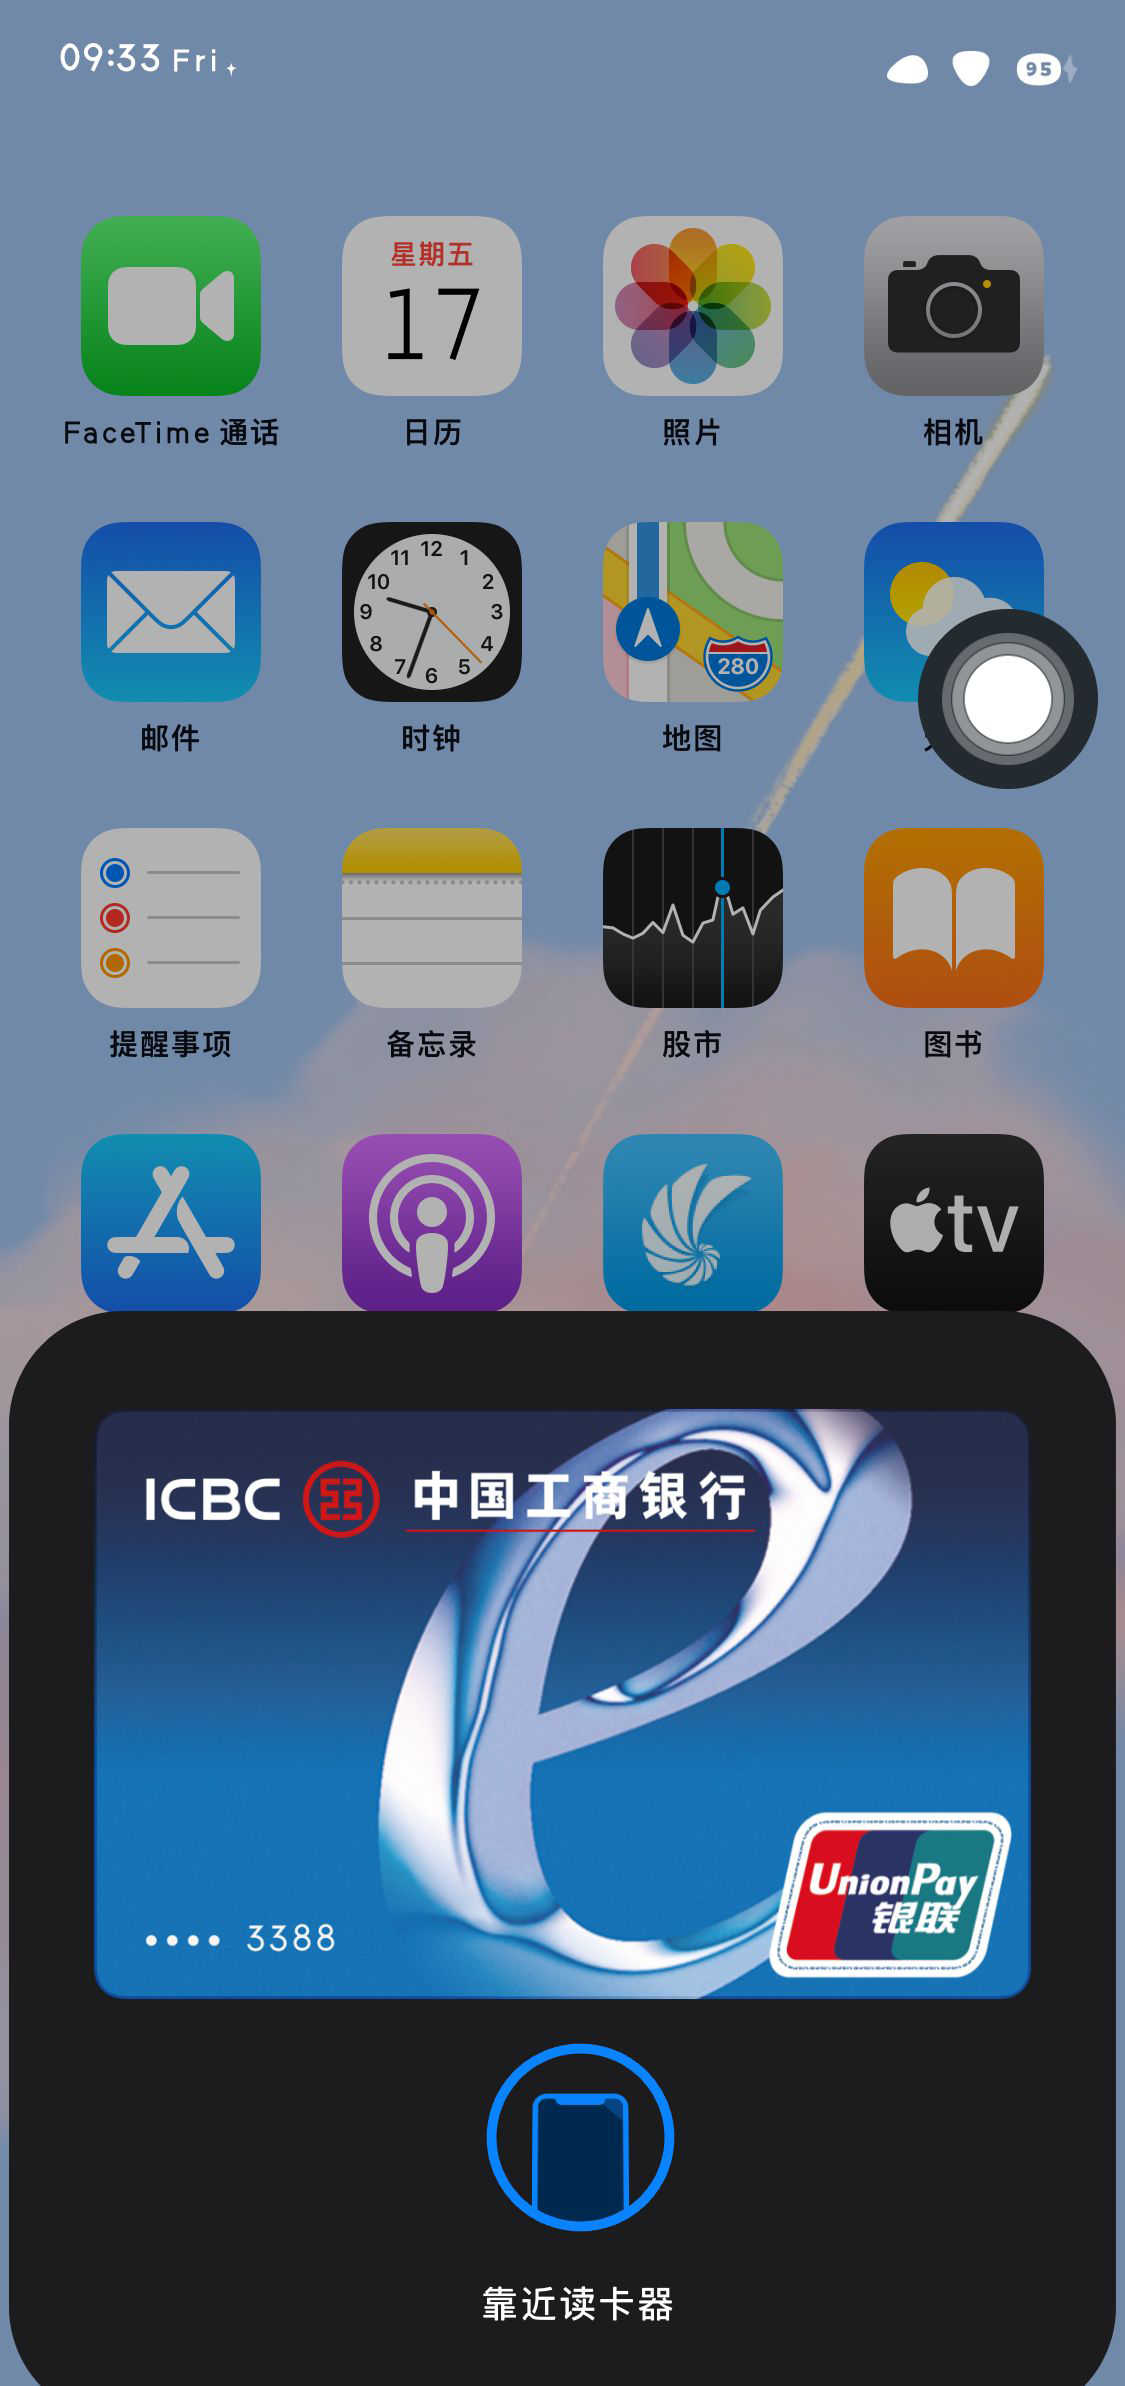 09:33 Fri
95
星期五
17
FaceTime 通话
日历
照片
相机
12
11 1
10 2
9 3
8 4
7 5
6
280
邮件
时钟
地图
提醒事项
备忘录
股市
图书
tv
ICBC 中国工商银行
UnionPay
银联
•••• 3388
靠近读卡器